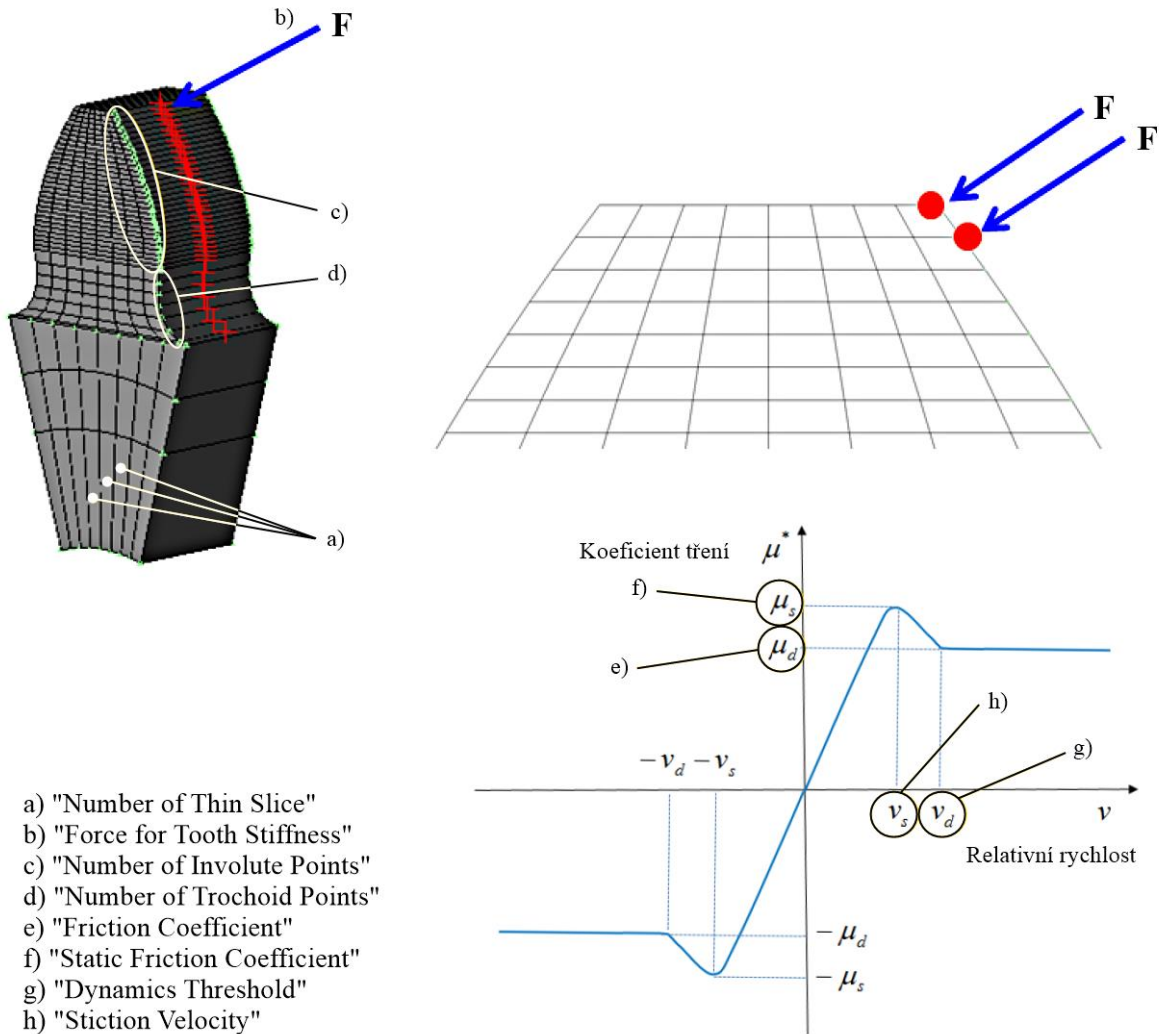 b)
F
c)
d)
a)
F
F
Koeficient tření
μ*
f)
μs
μd
e)
h)
g)
−vd −vs
vs vd
v
Relativní rychlost
−μd
−μs
a) "Number of Thin Slice"
b) "Force for Tooth Stiffness"
c) "Number of Involute Points"
d) "Number of Trochoid Points"
e) "Friction Coefficient"
f) "Static Friction Coefficient"
g) "Dynamics Threshold"
h) "Stiction Velocity"